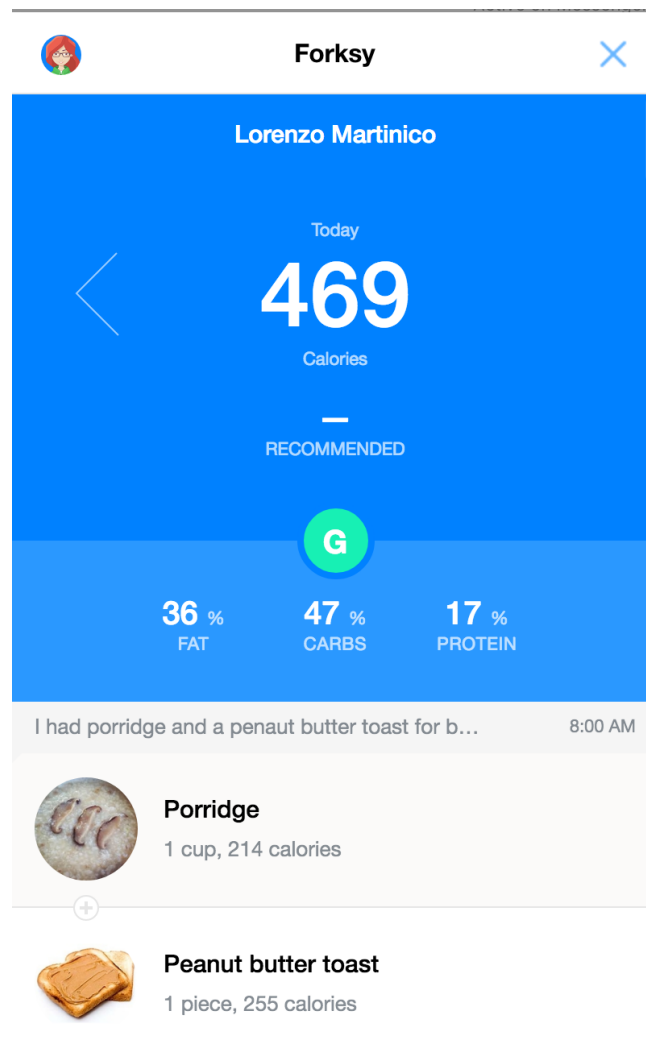 Forksy
Lorenzo Martinico
Today
469
Calories
–
RECOMMENDED
G
36 % 47 % 17 %
FAT CARBS PROTEIN
I had porridge and a penaut butter toast for b... 8:00 AM
Porridge
1 cup, 214 calories
Peanut butter toast
1 piece, 255 calories